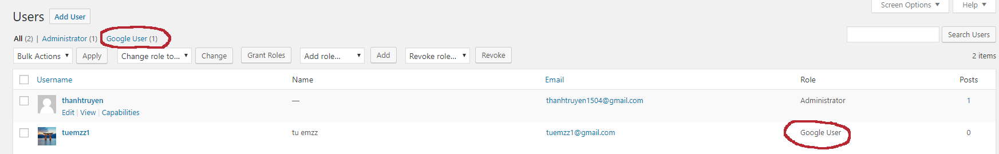 Screen Options ▼ Help ▼
Users Add User
All (2) | Administrator (1) Google User (1)
Search Users
Bulk Actions ▼ Apply Change role to... ▼ Change Grant Roles Add role... ▼ Add Revoke role... ▼ Revoke 2 items
Username Name Email Role Posts
thanhtruyen — thanhtruyen1504@gmail.com Administrator 1
Edit | View | Capabilities
tuemzz1 tu emzz tuemzz1@gmail.com Google User 0